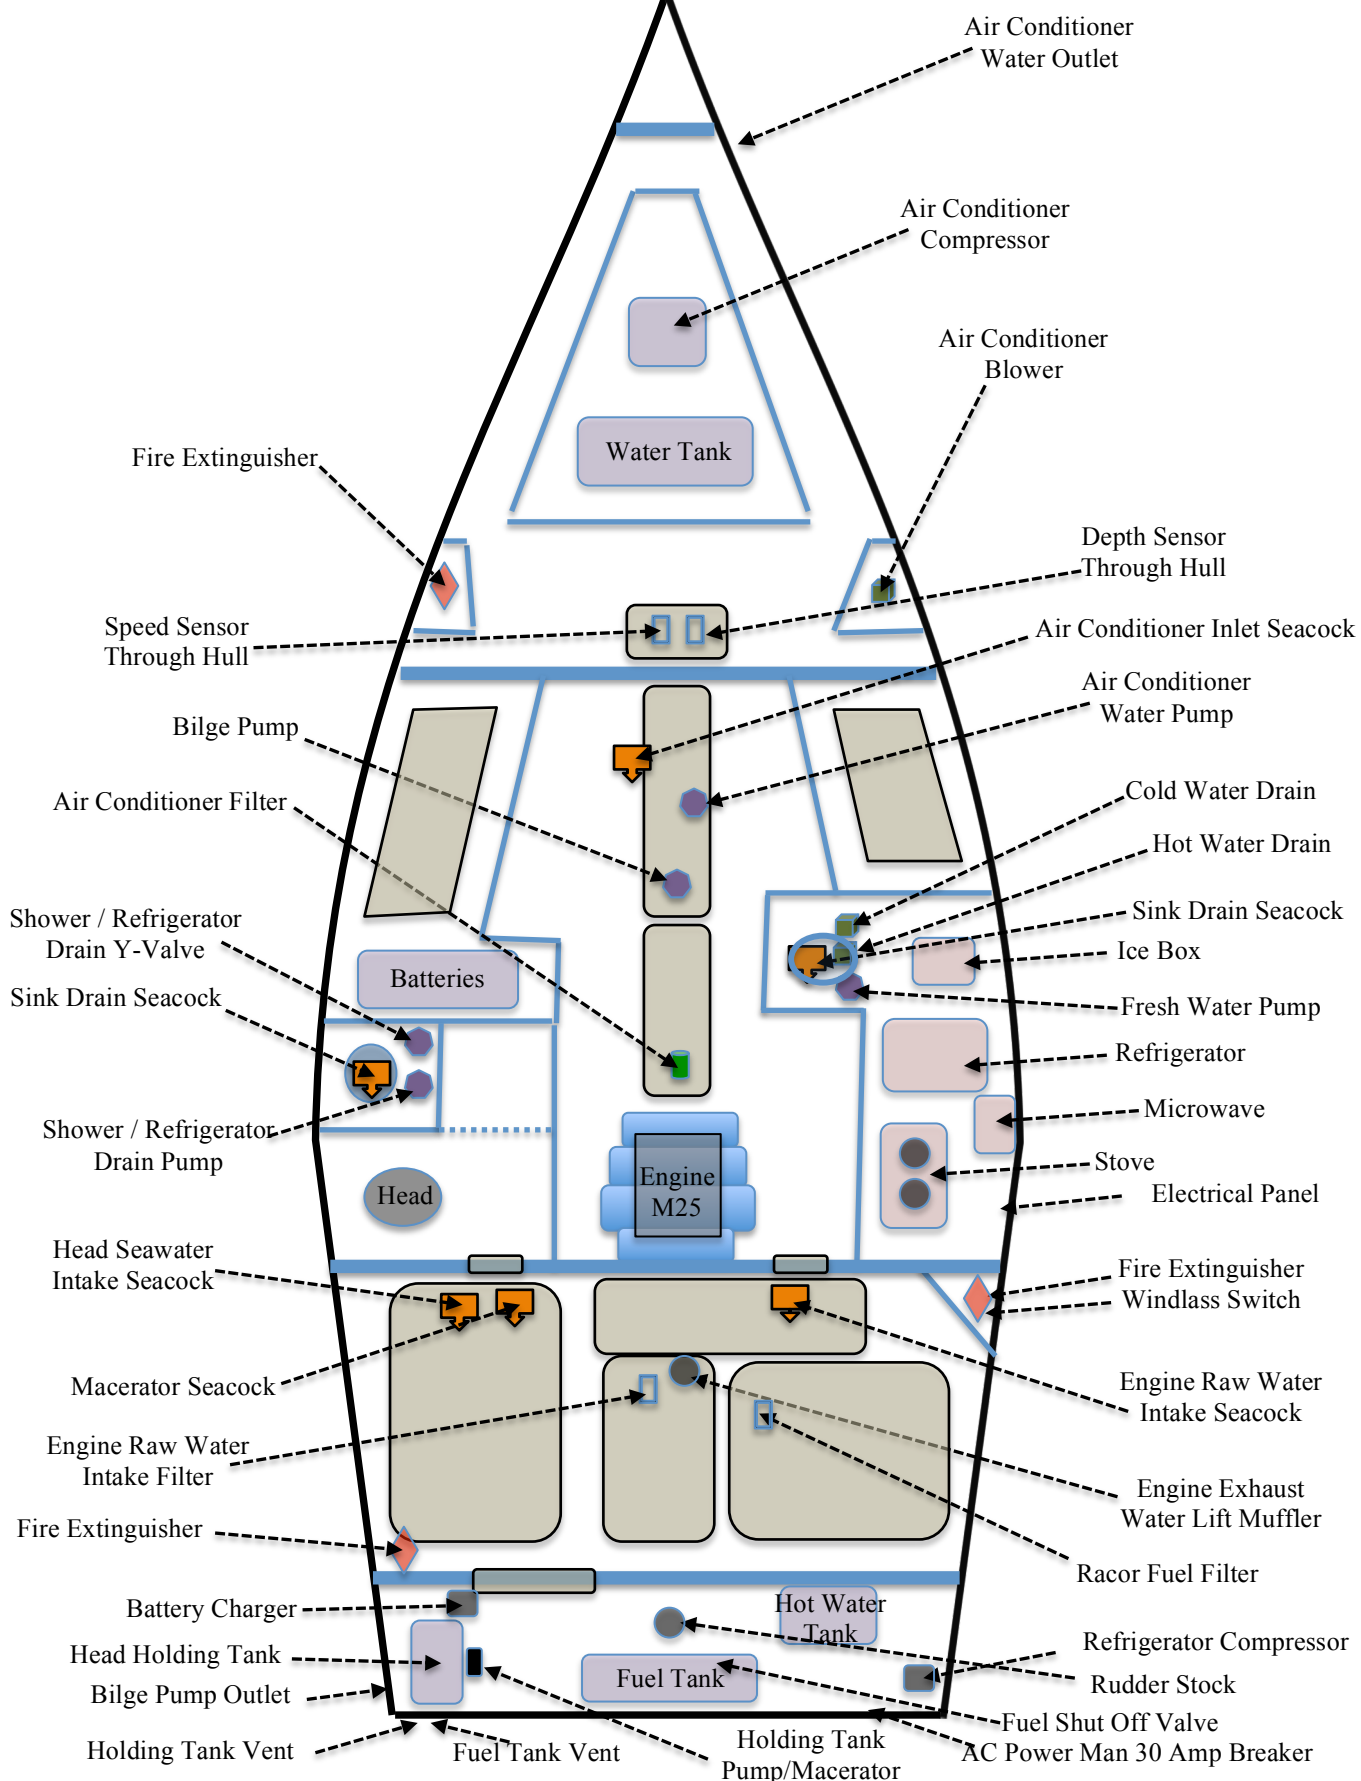 Air Conditioner
Water Outlet
Air Conditioner
Compressor
Air Conditioner
Blower
Water Tank
Fire Extinguisher
Depth Sensor
Through Hull
Speed Sensor
Through Hull
Air Conditioner Inlet Seacock
Air Conditioner
Water Pump
Bilge Pump
Air Conditioner Filter
Cold Water Drain
Hot Water Drain
Shower / Refrigerator
Drain Y-Valve
Sink Drain Seacock
Ice Box
Batteries
Sink Drain Seacock
Fresh Water Pump
Refrigerator
Microwave
Shower / Refrigerator
Drain Pump
Stove
Engine
M25
Head
Electrical Panel
Head Seawater
Intake Seacock
Fire Extinguisher
Windlass Switch
Macerator Seacock
Engine Raw Water
Intake Seacock
Engine Raw Water
Intake Filter
Engine Exhaust
Water Lift Muffler
Fire Extinguisher
Racor Fuel Filter
Battery Charger
Hot Water
Tank
Head Holding Tank
Refrigerator Compressor
Fuel Tank
Rudder Stock
Bilge Pump Outlet
Fuel Shut Off Valve
Holding Tank Vent
Fuel Tank Vent
Holding Tank
Pump/Macerator
AC Power Man 30 Amp Breaker